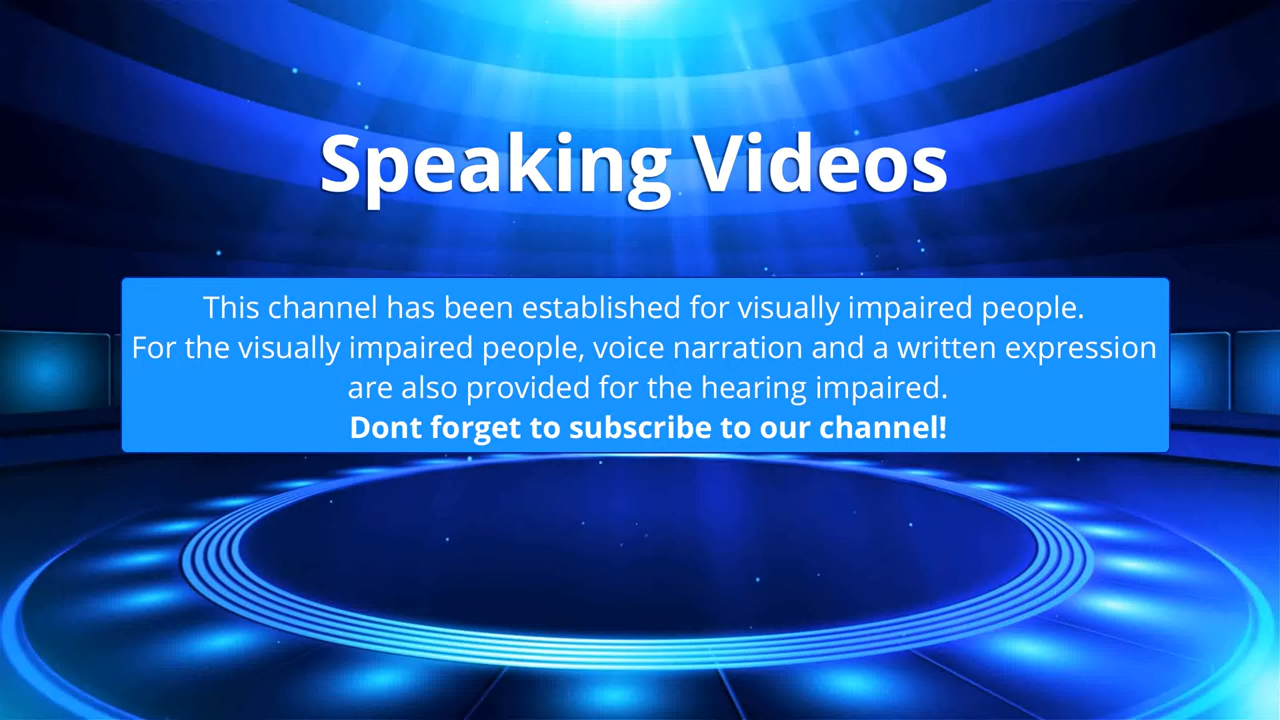 Speaking Videos
This channel has been established for visually impaired people.
For the visually impaired people, voice narration and a written expression
are also provided for the hearing impaired.
Dont forget to subscribe to our channel!